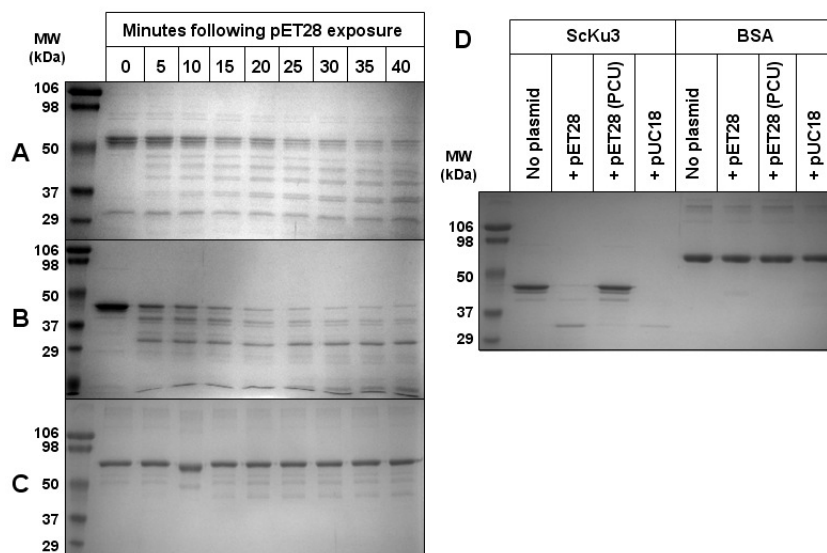 MW
(kDa)
Minutes following pET28 exposure
0 5 10 15 20 25 30 35 40
A
106
98
50
37
29
B
106
98
50
37
29
C
106
98
50
37
29
D
ScKu3 BSA
MW
(kDa)
No plasmid
+ pET28
+ pET28 (PCU)
+ pUC18
No plasmid
+ pET28
+ pET28 (PCU)
+ pUC18
106
98
50
37
29